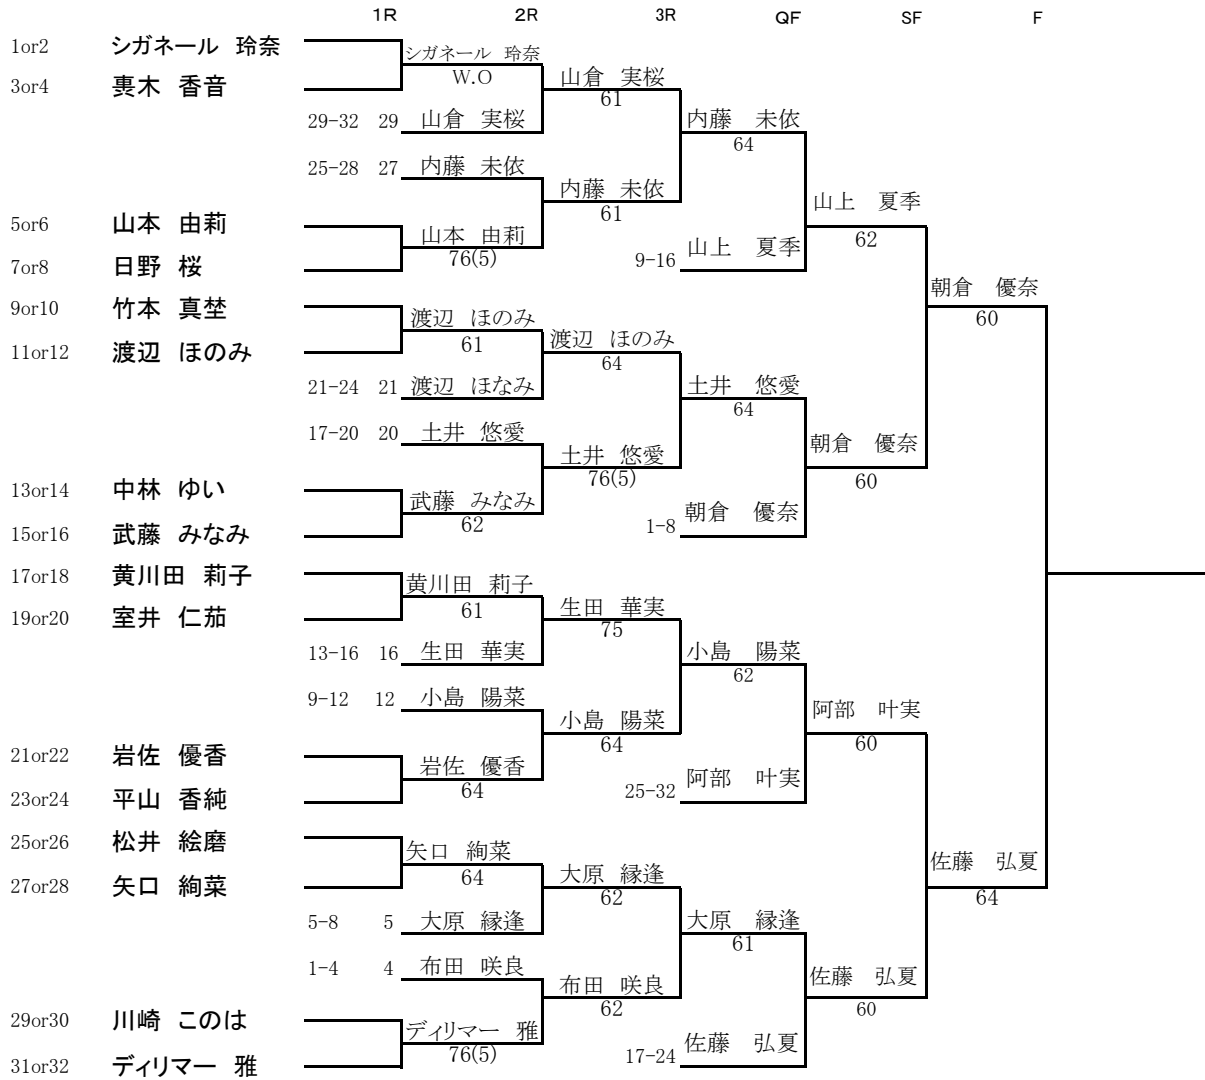 1R 2R 3R QF SF F
1or2 シガネール 玲奈
シガネール 玲奈
W.O
3or4 裏木 香音
山倉 実桜
61
29-32 29 山倉 実桜
内藤 未依
64
25-28 27 内藤 未依
内藤 未依
61
山上 夏季
62
5or6 山本 由莉
山本 由莉
76(5)
9-16 山上 夏季
7or8 日野 桜
朝倉 優奈
60
9or10 竹本 真埜
渡辺 ほのみ
61
11or12 渡辺 ほのみ
渡辺 ほのみ
64
21-24 21 渡辺 ほなみ
土井 悠愛
64
17-20 20 土井 悠愛
土井 悠愛
76(5)
朝倉 優奈
60
13or14 中林 ゆい
武藤 みなみ
62
1-8 朝倉 優奈
15or16 武藤 みなみ
17or18 黄川田 莉子
黄川田 莉子
61
19or20 室井 仁茄
生田 華実
75
13-16 16 生田 華実
小島 陽菜
62
9-12 12 小島 陽菜
小島 陽菜
64
阿部 叶実
60
21or22 岩佐 優香
岩佐 優香
64
25-32 阿部 叶実
23or24 平山 香純
25or26 松井 絵磨
矢口 絢菜
64
佐藤 弘夏
64
27or28 矢口 絢菜
大原 縁逢
62
5-8 5 大原 縁逢
大原 縁逢
61
1-4 4 布田 咲良
布田 咲良
62
佐藤 弘夏
60
29or30 川崎 このは
ディリマー 雅
76(5)
17-24 佐藤 弘夏
31or32 ディリマー 雅